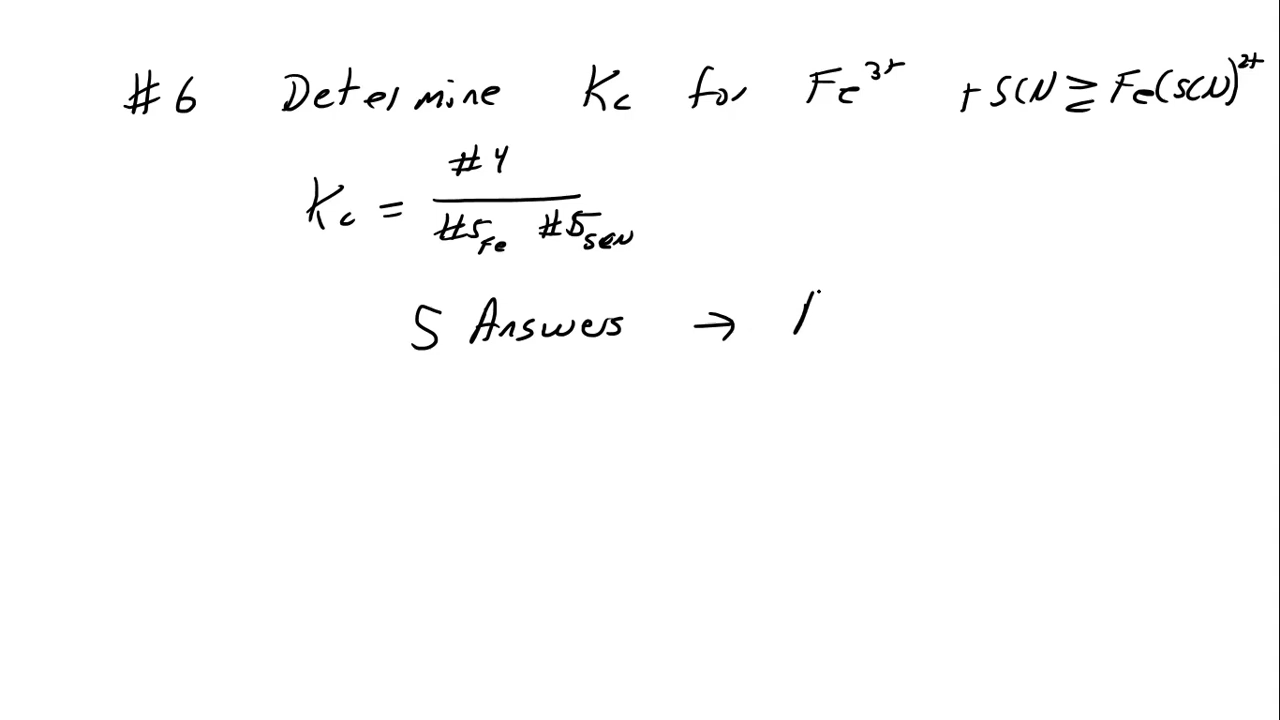 #6 Determine Kc for Fe³⁺ + SCN ⇌ Fe(SCN)²⁺
#4
Kc = ———
#5Fe #5SCN
5 Answers →